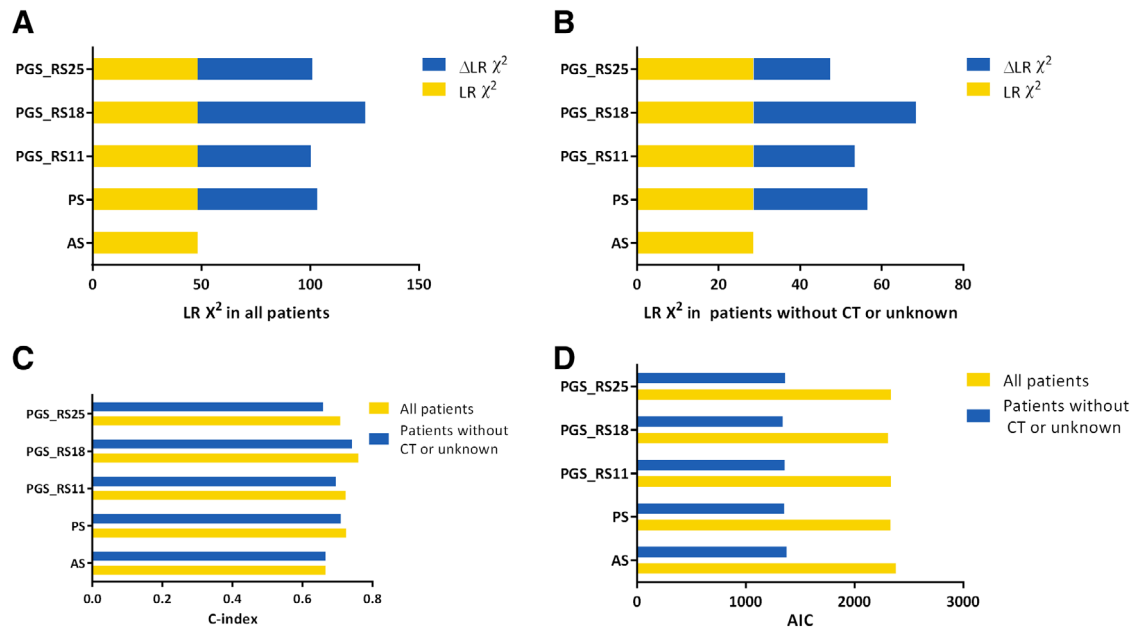 A
PGS_RS25
PGS_RS18
PGS_RS11
PS
AS
0 50 100 150
LR X² in all patients
ΔLR χ²
LR χ²
B
PGS_RS25
PGS_RS18
PGS_RS11
PS
AS
0 20 40 60 80
LR X² in patients without CT or unknown
ΔLR χ²
LR χ²
C
PGS_RS25
PGS_RS18
PGS_RS11
PS
AS
0.0 0.2 0.4 0.6 0.8
C-index
All patients
Patients without
CT or unknown
D
PGS_RS25
PGS_RS18
PGS_RS11
PS
AS
0 1000 2000 3000
AIC
All patients
Patients without
CT or unknown